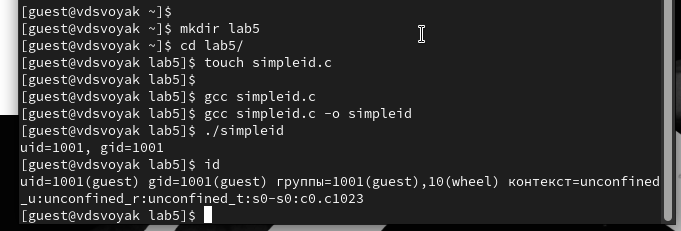 [guest@vdsvoyak ~]$
[guest@vdsvoyak ~]$ mkdir lab5
[guest@vdsvoyak ~]$ cd lab5/
[guest@vdsvoyak lab5]$ touch simpleid.c
[guest@vdsvoyak lab5]$
[guest@vdsvoyak lab5]$ gcc simpleid.c
[guest@vdsvoyak lab5]$ gcc simpleid.c -o simpleid
[guest@vdsvoyak lab5]$ ./simpleid
uid=1001, gid=1001
[guest@vdsvoyak lab5]$ id
uid=1001(guest) gid=1001(guest) группы=1001(guest),10(wheel) контекст=unconfined
_u:unconfined_r:unconfined_t:s0-s0:c0.c1023
[guest@vdsvoyak lab5]$